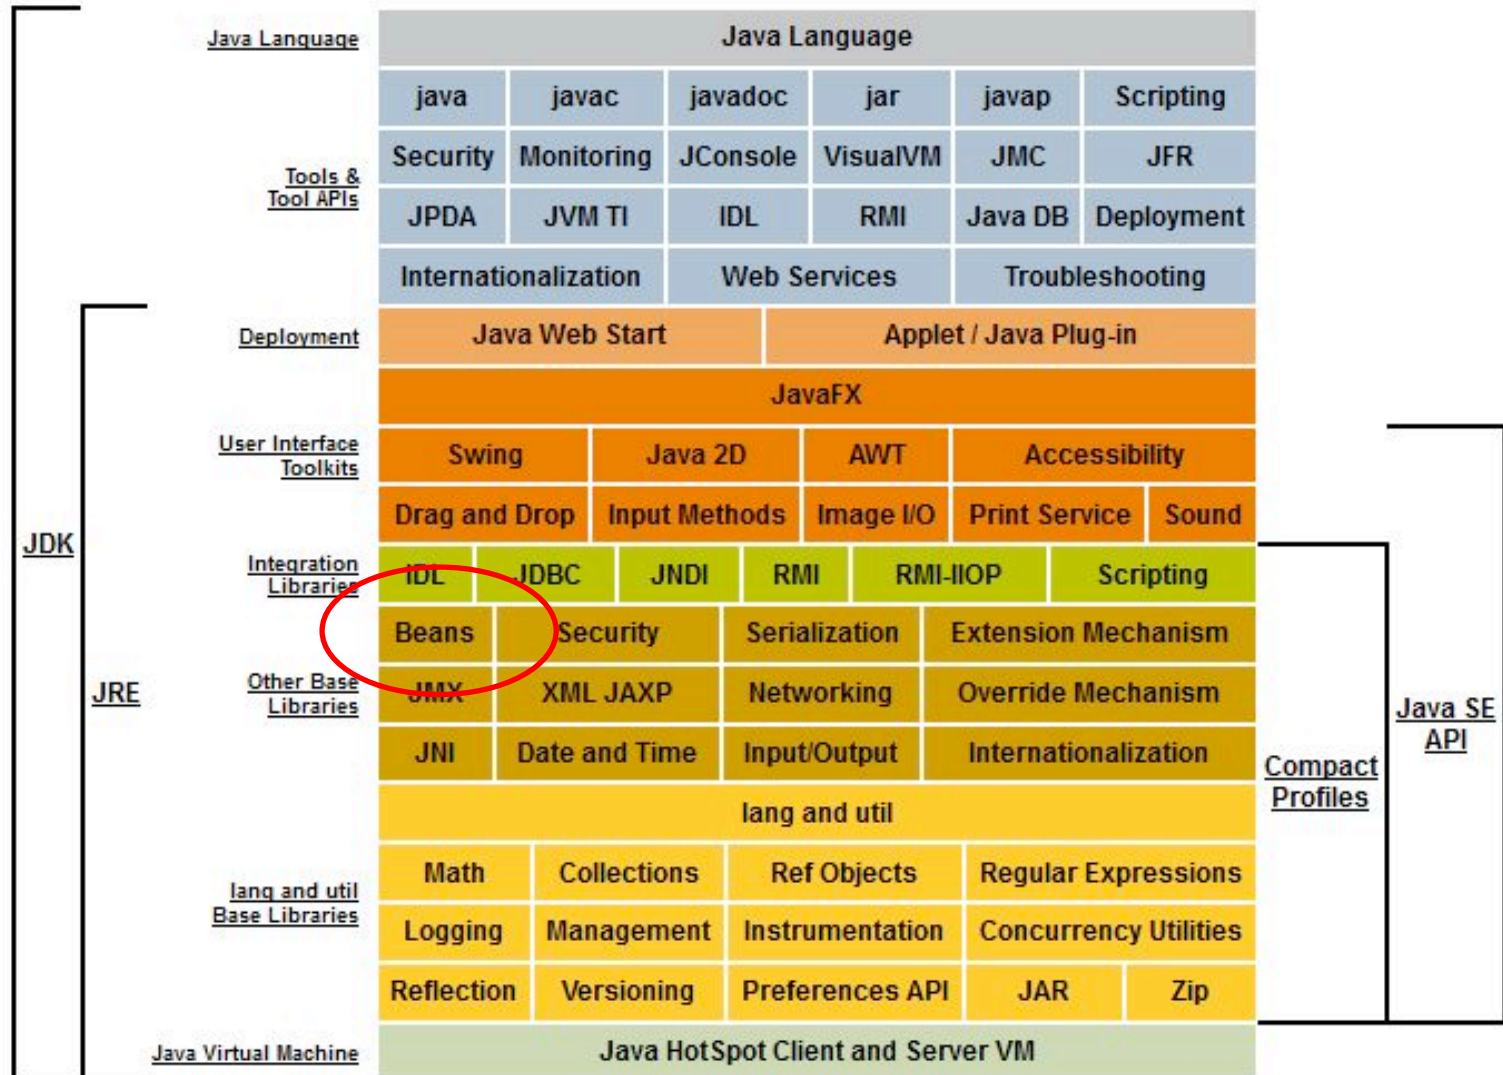 Java Language
Java Language
java javac javadoc jar javap Scripting
Security Monitoring JConsole VisualVM JMC JFR
Tools &
Tool APIs
JPDA JVM TI IDL RMI Java DB Deployment
Internationalization Web Services Troubleshooting
Deployment
Java Web Start Applet / Java Plug-in
JavaFX
User Interface
Toolkits
Swing Java 2D AWT Accessibility
Drag and Drop Input Methods Image I/O Print Service Sound
JDK
Integration
Libraries
IDL JDBC JNDI RMI RMI-IIOP Scripting
Beans Security Serialization Extension Mechanism
JRE
Other Base
Libraries
JMX XML JAXP Networking Override Mechanism
Java SE
API
JNI Date and Time Input/Output Internationalization
Compact
Profiles
lang and util
Math Collections Ref Objects Regular Expressions
lang and util
Base Libraries
Logging Management Instrumentation Concurrency Utilities
Reflection Versioning Preferences API JAR Zip
Java Virtual Machine
Java HotSpot Client and Server VM